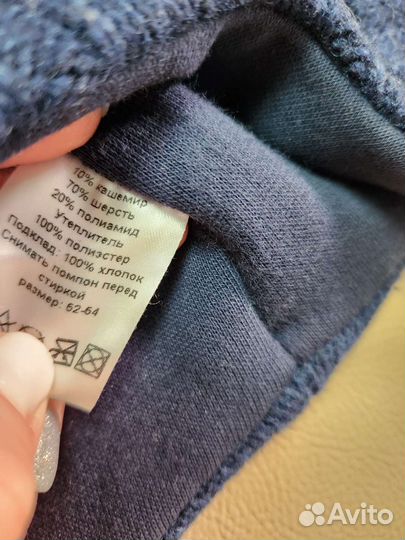 10% кашемир
70% шерсть
20% полиамид
Утеплитель
100% полиэстер
Подклад: 100% хлопок
Снимать помпон перед
стиркой
размер: 62-64
Avito